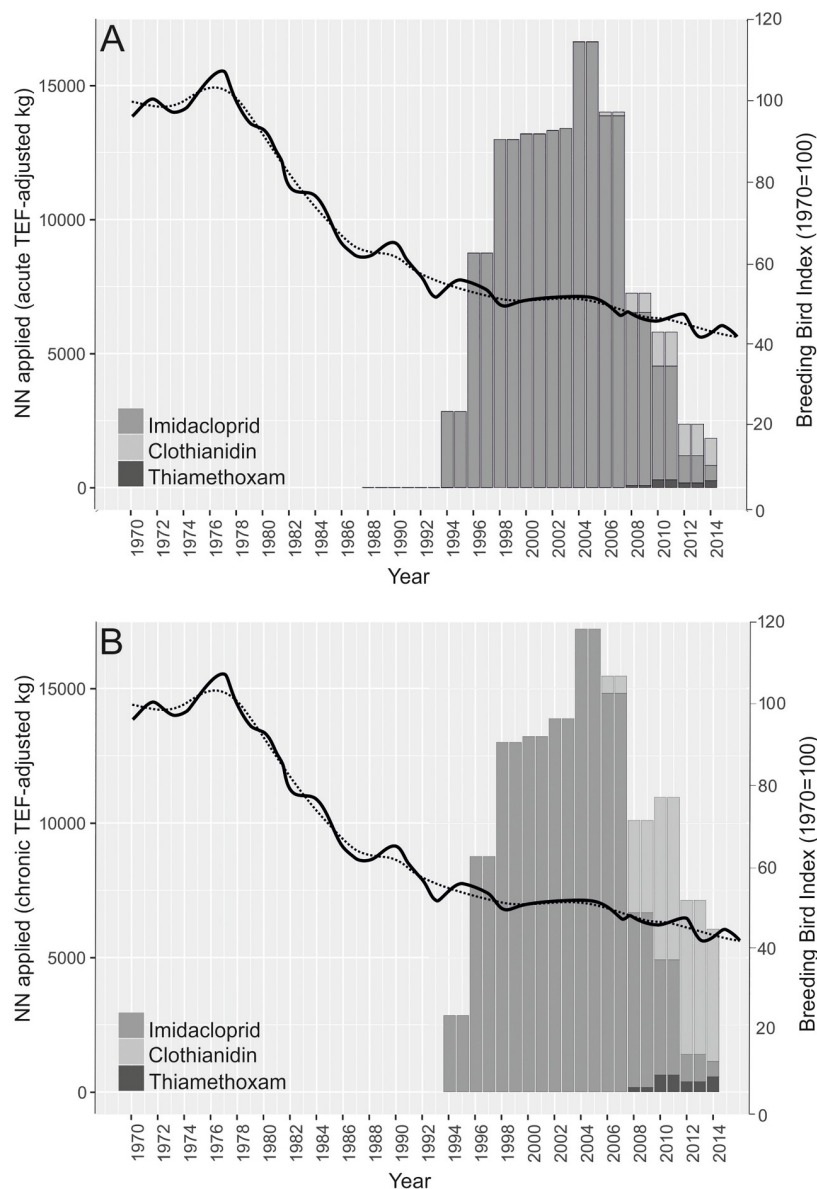 A
NN applied (acute TEF-adjusted kg)
15000
10000
5000
0
Imidacloprid
Clothianidin
Thiamethoxam
120
100
80
60
40
20
0
Breeding Bird Index (1970=100)
1970 1972 1974 1976 1978 1980 1982 1984 1986 1988 1990 1992 1994 1996 1998 2000 2002 2004 2006 2008 2010 2012 2014
Year
B
NN applied (chronic TEF-adjusted kg)
15000
10000
5000
0
Imidacloprid
Clothianidin
Thiamethoxam
120
100
80
60
40
20
0
Breeding Bird Index (1970=100)
1970 1972 1974 1976 1978 1980 1982 1984 1986 1988 1990 1992 1994 1996 1998 2000 2002 2004 2006 2008 2010 2012 2014
Year